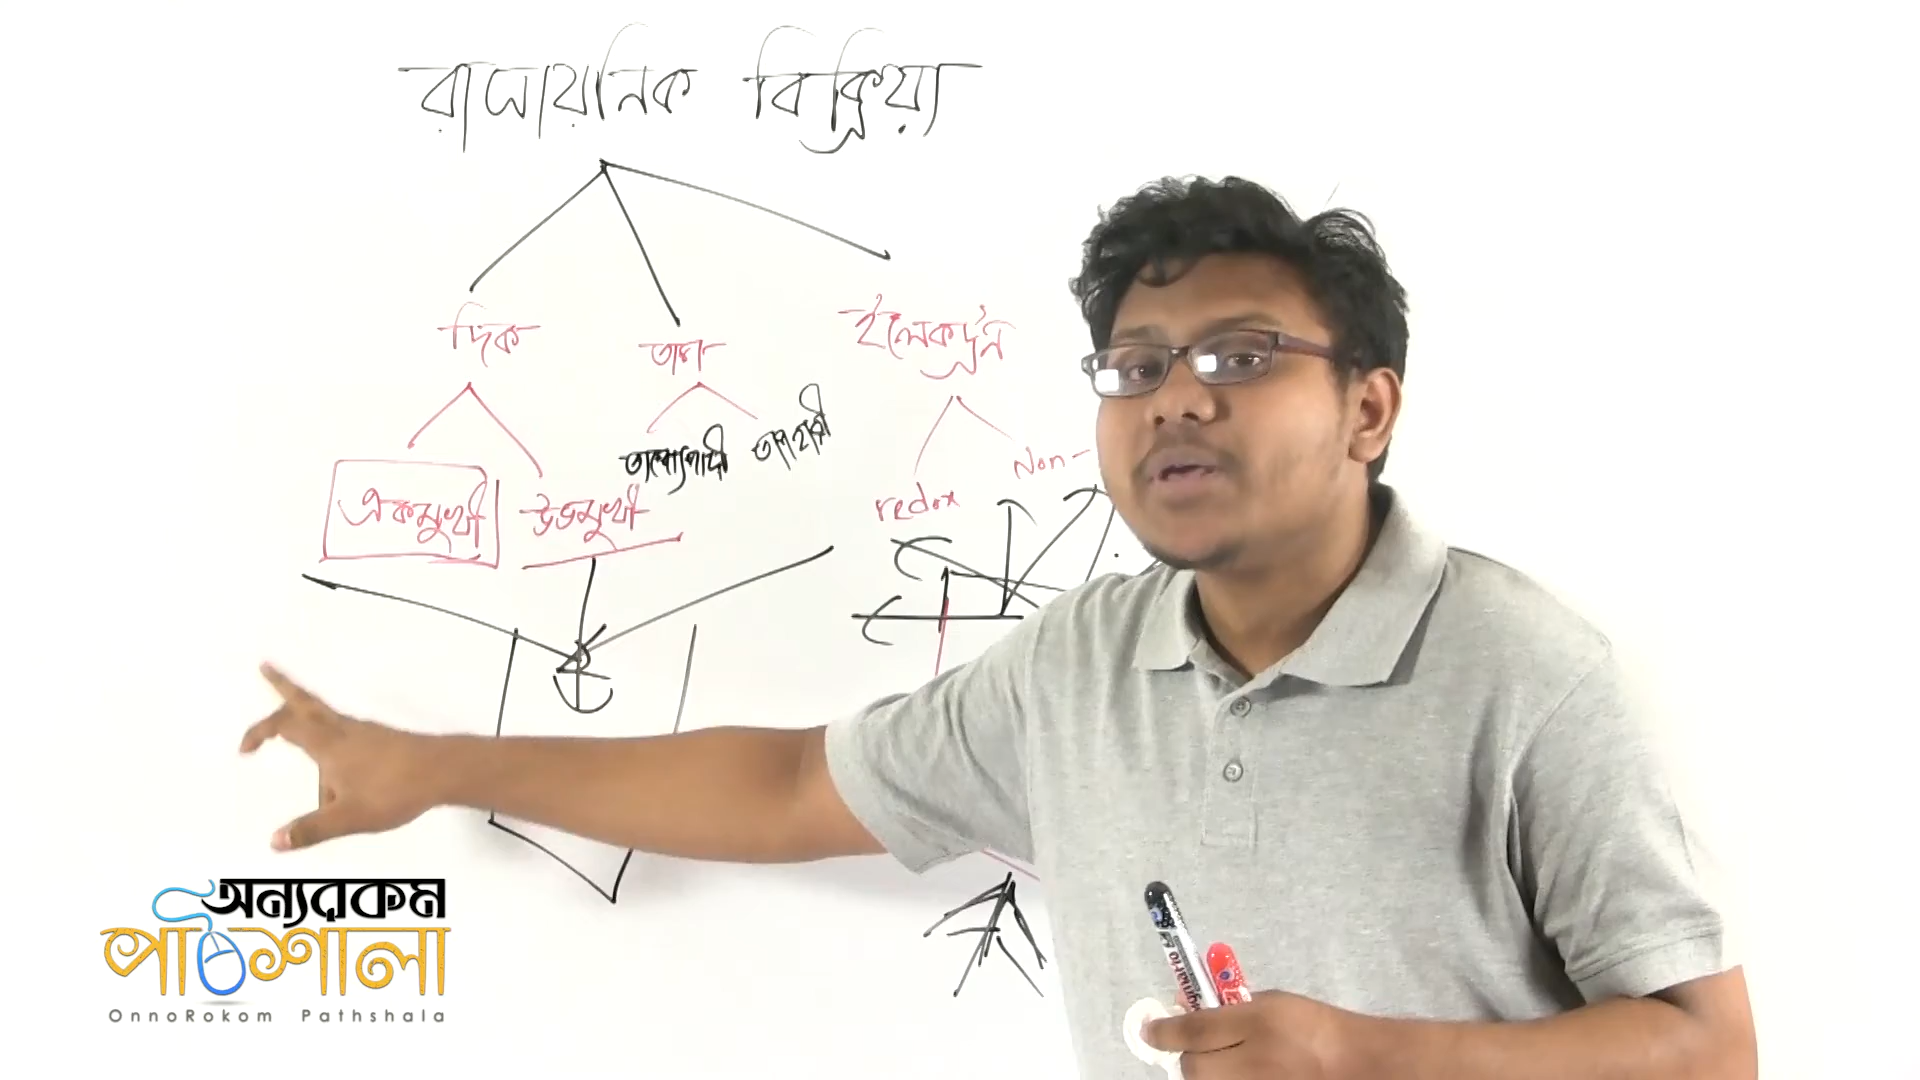 রাসায়নিক বিক্রিয়া
দিক তাপ ইলেকট্রন
তাপোৎপাদী তাপহারী
একমুখী উভমুখী redox Non-
অন্যরকম
পাঠশালা
OnnoRokom Pathshala